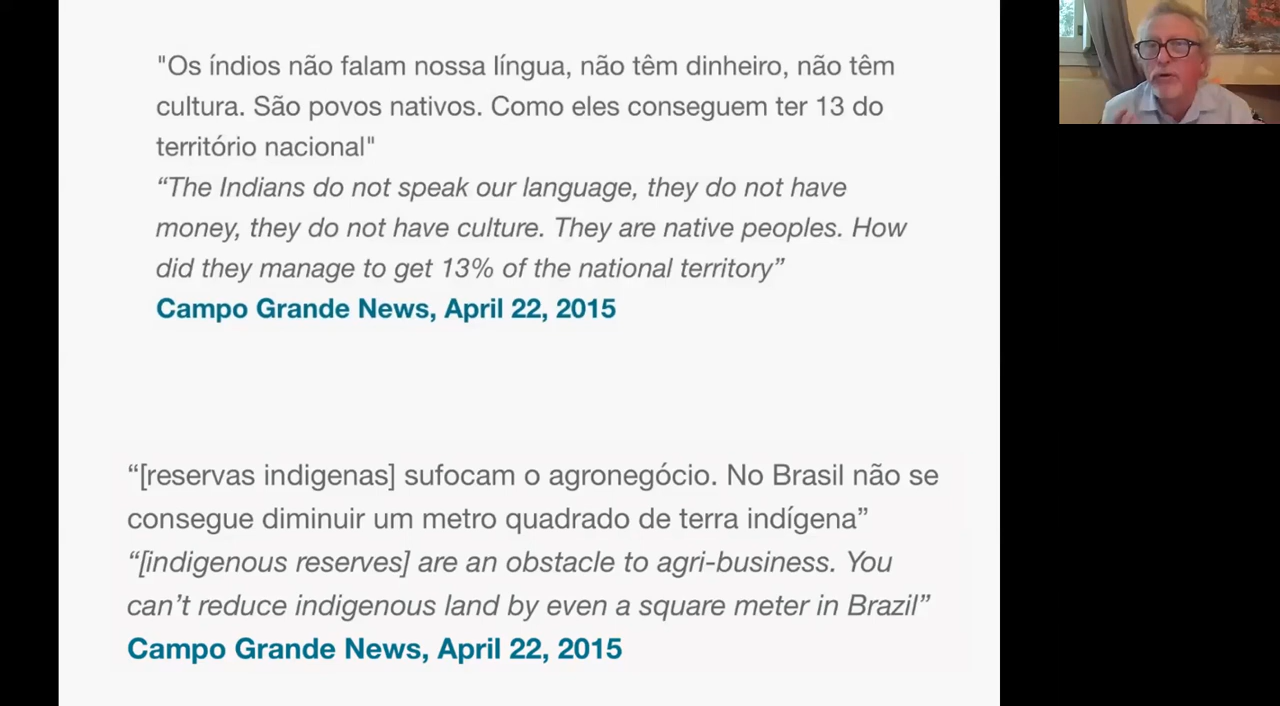 "Os índios não falam nossa língua, não têm dinheiro, não têm
cultura. São povos nativos. Como eles conseguem ter 13 do
território nacional"
“The Indians do not speak our language, they do not have
money, they do not have culture. They are native peoples. How
did they manage to get 13% of the national territory”
Campo Grande News, April 22, 2015
“[reservas indigenas] sufocam o agronegócio. No Brasil não se
consegue diminuir um metro quadrado de terra indígena”
“[indigenous reserves] are an obstacle to agri-business. You
can’t reduce indigenous land by even a square meter in Brazil”
Campo Grande News, April 22, 2015